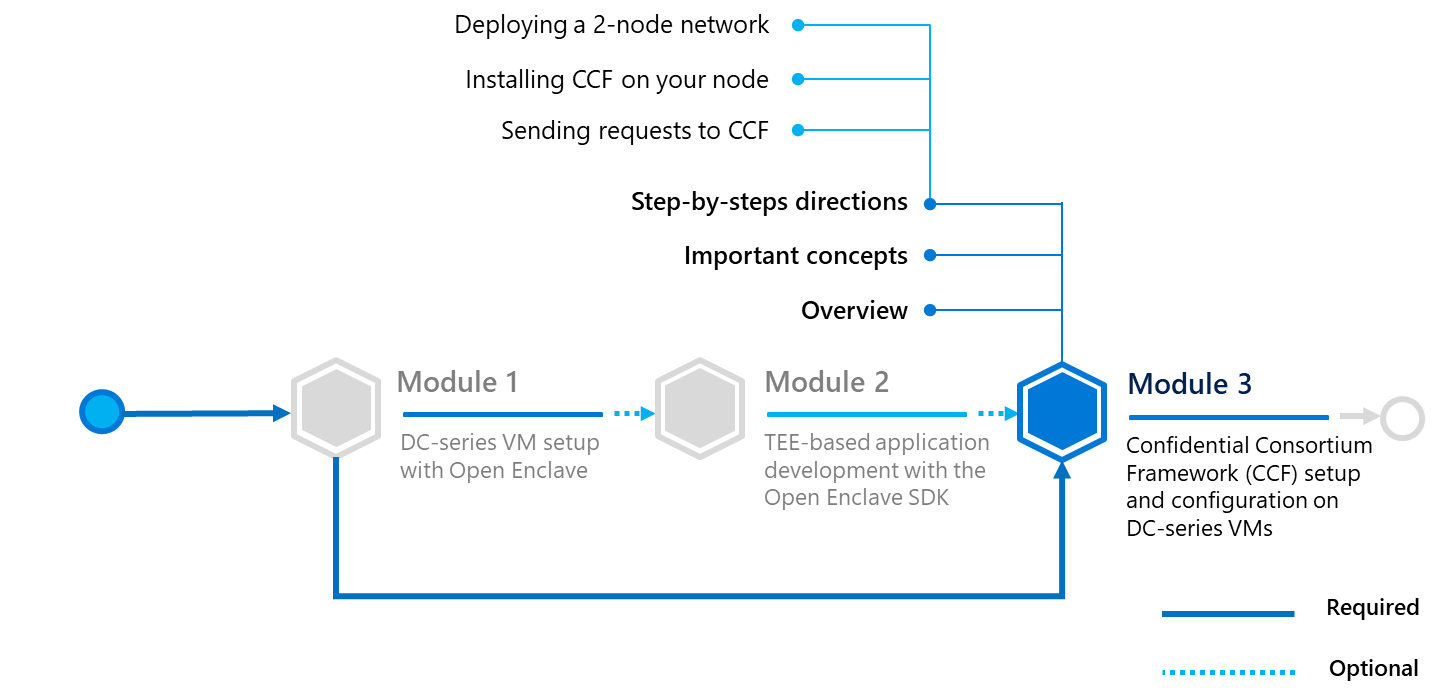 Deploying a 2-node network
Installing CCF on your node
Sending requests to CCF
Step-by-steps directions
Important concepts
Overview
Module 1
DC-series VM setup
with Open Enclave
Module 2
TEE-based application
development with the
Open Enclave SDK
Module 3
Confidential Consortium
Framework (CCF) setup
and configuration on
DC-series VMs
Required
Optional